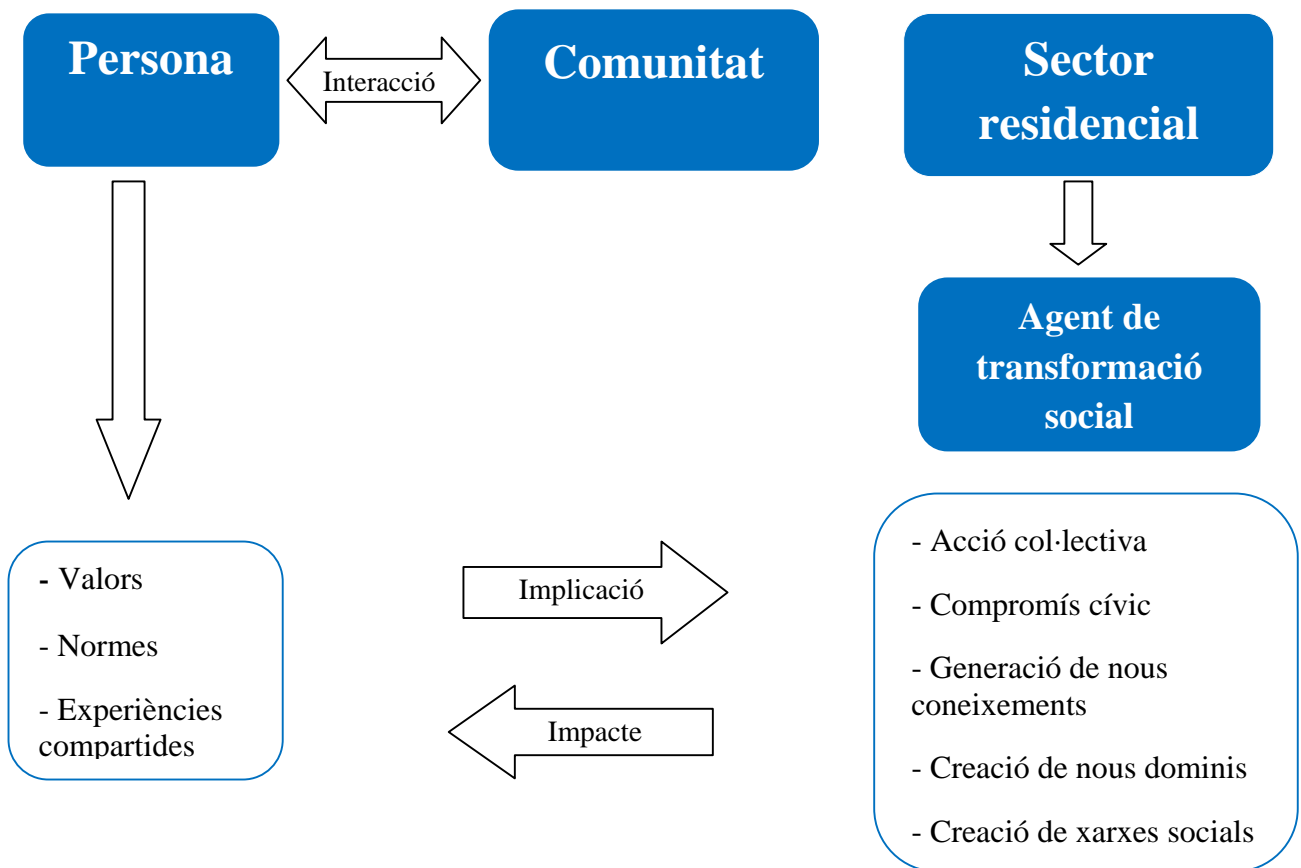 Persona
Interacció
Comunitat
Sector
residencial
Agent de
transformació
social
- Valors
- Normes
- Experiències
compartides
Implicació
Impacte
- Acció col·lectiva
- Compromís cívic
- Generació de nous
coneixements
- Creació de nous dominis
- Creació de xarxes socials